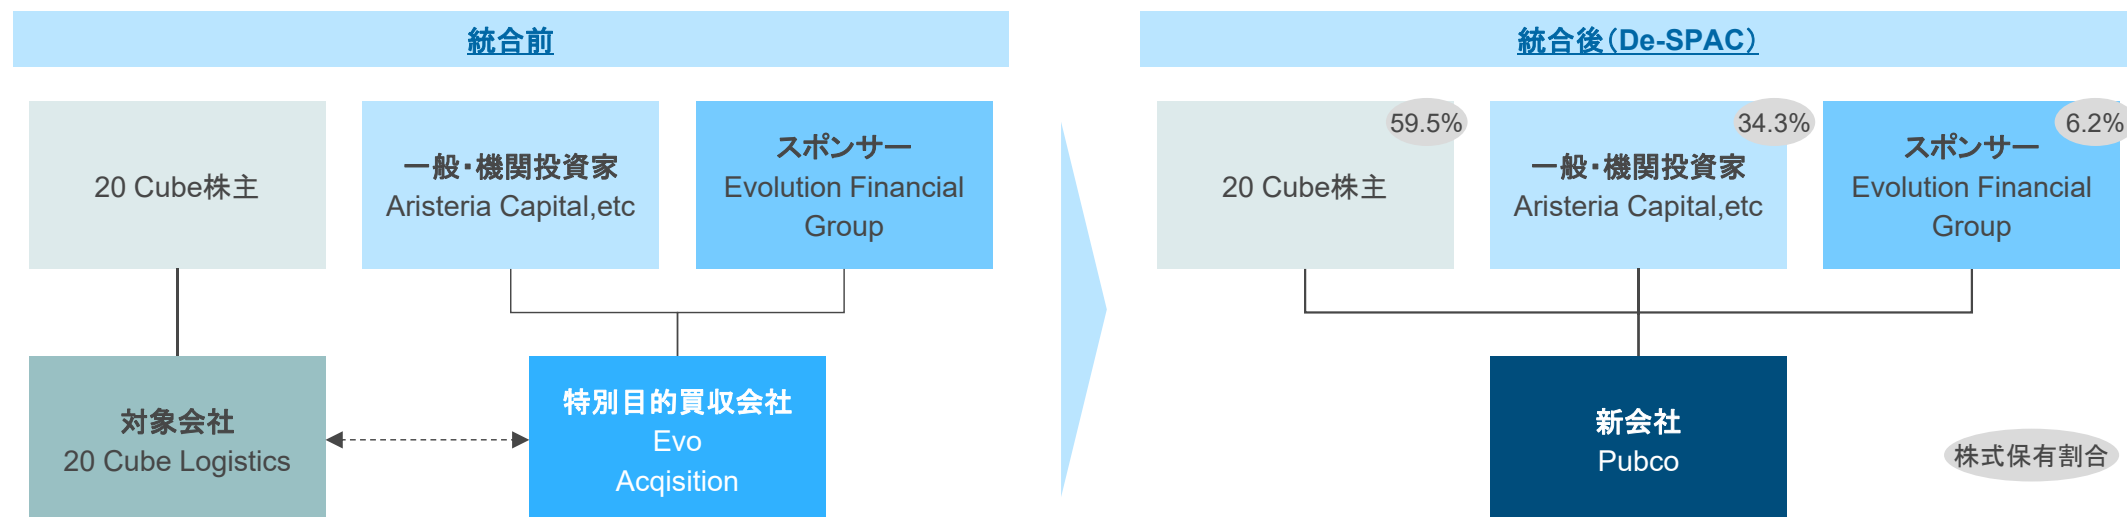 統合前
20 Cube株主
一般・機関投資家
Aristeria Capital,etc
スポンサー
Evolution Financial
Group
対象会社
20 Cube Logistics
特別目的買収会社
Evo
Acqisition
統合後(De-SPAC)
20 Cube株主
59.5%
一般・機関投資家
Aristeria Capital,etc
34.3%
スポンサー
Evolution Financial
Group
6.2%
新会社
Pubco
株式保有割合